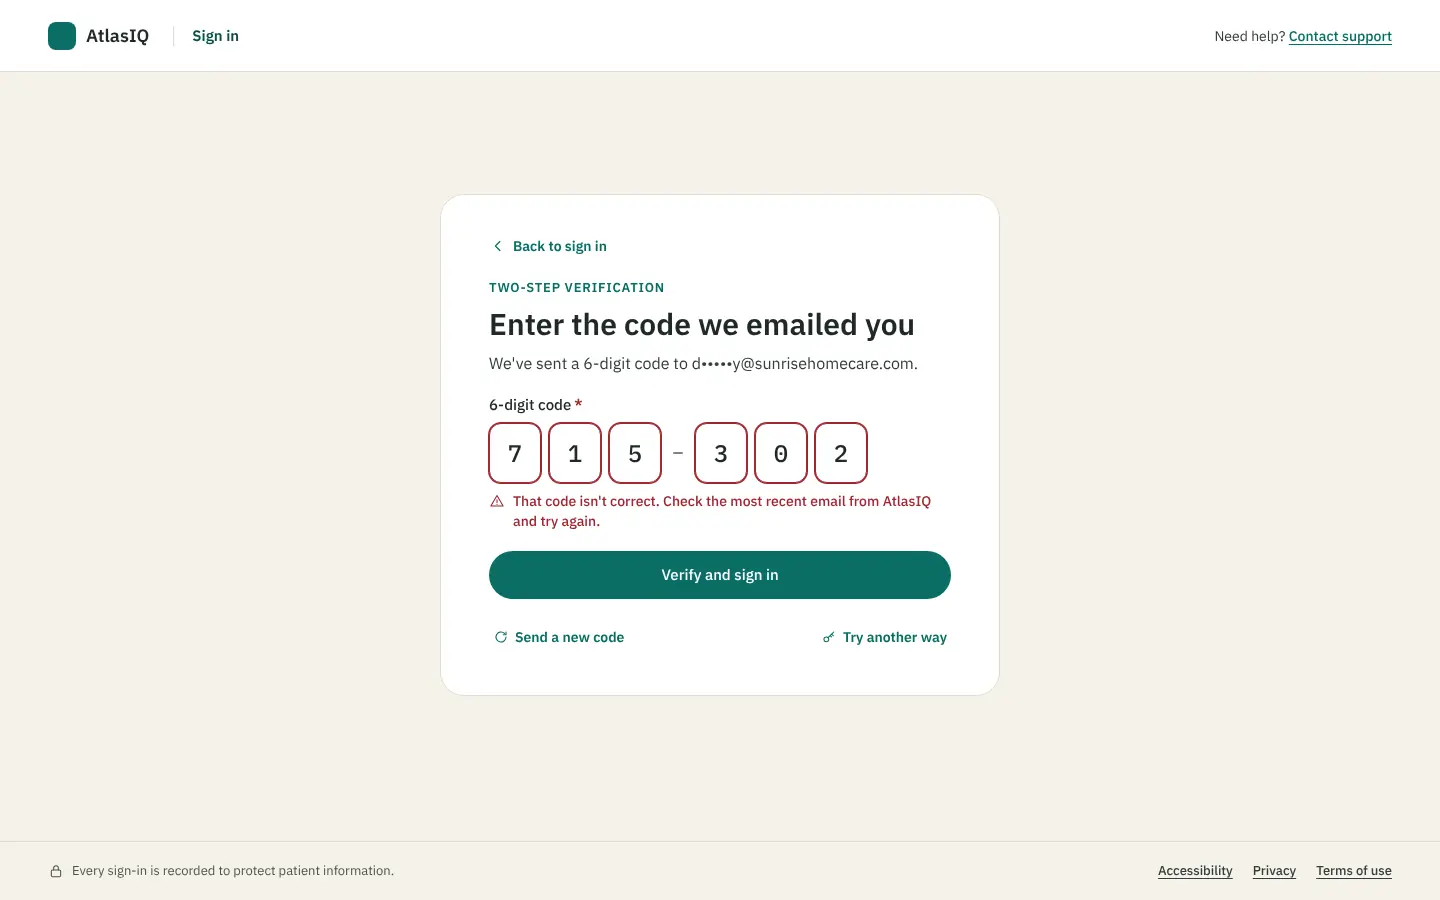 AtlasIQ
Sign in
Need help? Contact support
Back to sign in
TWO-STEP VERIFICATION
Enter the code we emailed you
We've sent a 6-digit code to d•••••y@sunrisehomecare.com.
6-digit code *
7 1 5 – 3 0 2
That code isn't correct. Check the most recent email from AtlasIQ
and try again.
Verify and sign in
Send a new code
Try another way
Every sign-in is recorded to protect patient information.
Accessibility
Privacy
Terms of use